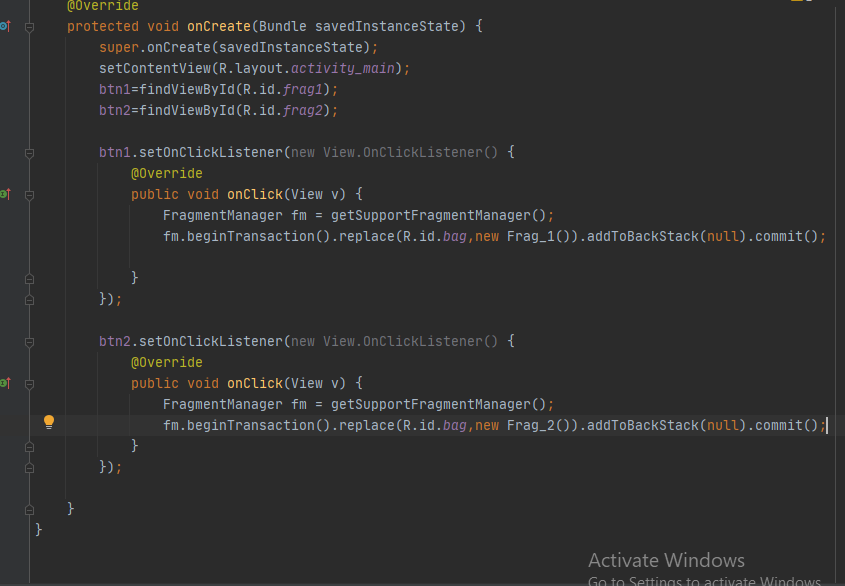 @Override
protected void onCreate(Bundle savedInstanceState) {
super.onCreate(savedInstanceState);
setContentView(R.layout.activity_main);
btn1=findViewById(R.id.frag1);
btn2=findViewById(R.id.frag2);
btn1.setOnClickListener(new View.OnClickListener() {
@Override
public void onClick(View v) {
FragmentManager fm = getSupportFragmentManager();
fm.beginTransaction().replace(R.id.bag,new Frag_1()).addToBackStack(null).commit();
}
});
btn2.setOnClickListener(new View.OnClickListener() {
@Override
public void onClick(View v) {
FragmentManager fm = getSupportFragmentManager();
fm.beginTransaction().replace(R.id.bag,new Frag_2()).addToBackStack(null).commit();
}
});
}
}
Activate Windows
Go to Settings to activate Windows.